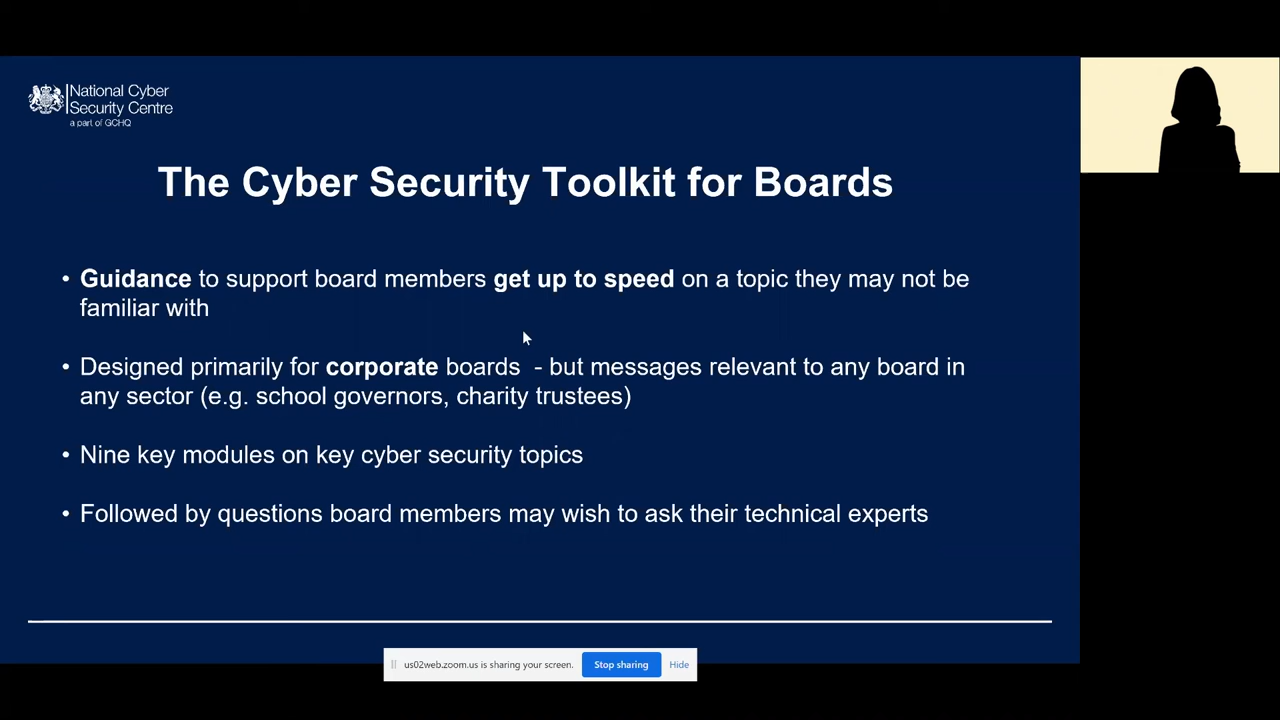 National Cyber
Security Centre
a part of GCHQ
The Cyber Security Toolkit for Boards
• Guidance to support board members get up to speed on a topic they may not be
familiar with
• Designed primarily for corporate boards  - but messages relevant to any board in
any sector (e.g. school governors, charity trustees)
• Nine key modules on key cyber security topics
• Followed by questions board members may wish to ask their technical experts
us02web.zoom.us is sharing your screen. Stop sharing Hide